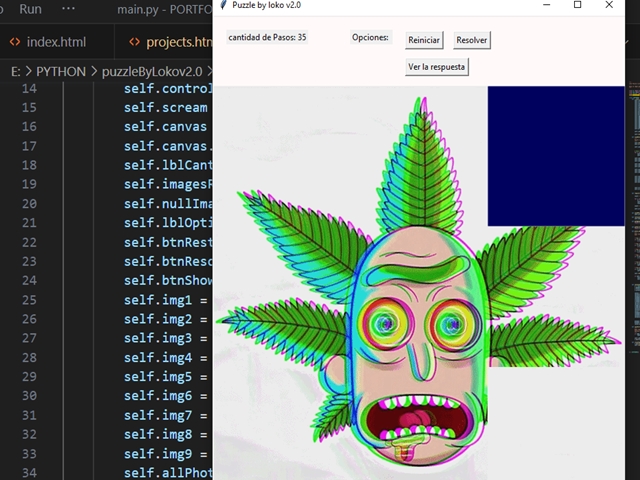 Run ··· main.py - PORTFO
Puzzle by loko v2.0
index.html
projects.htm
E: > PYTHON > puzzleByLokov2.0 >
cantidad de Pasos: 35
Opciones:
Reiniciar
Resolver
Ver la respuesta
14 self.control
15 self.scream
16 self.canvas
17 self.canvas.
18 self.lblCant
19 self.imagesP
20 self.nullIma
21 self.lblOpti
22 self.btnRest
23 self.btnReso
24 self.btnShow
25 self.img1 =
26 self.img2 =
27 self.img3 =
28 self.img4 =
29 self.img5 =
30 self.img6 =
31 self.img7 =
32 self.img8 =
33 self.img9 =
34 self.allPhot